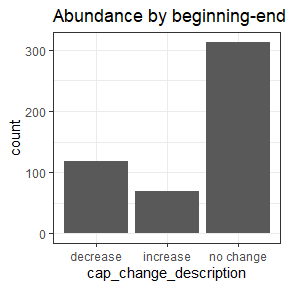 Abundance by beginning-end
300
200
100
0
count
decrease increase no change
cap_change_description